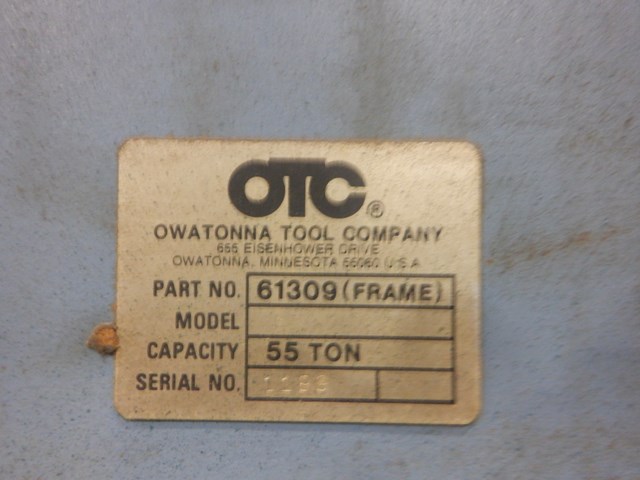 OTC®
OWATONNA TOOL COMPANY
655 EISENHOWER DRIVE
OWATONNA, MINNESOTA 55060 U.S.A.
PART NO. 61309 (FRAME)
MODEL
CAPACITY 55 TON
SERIAL NO.